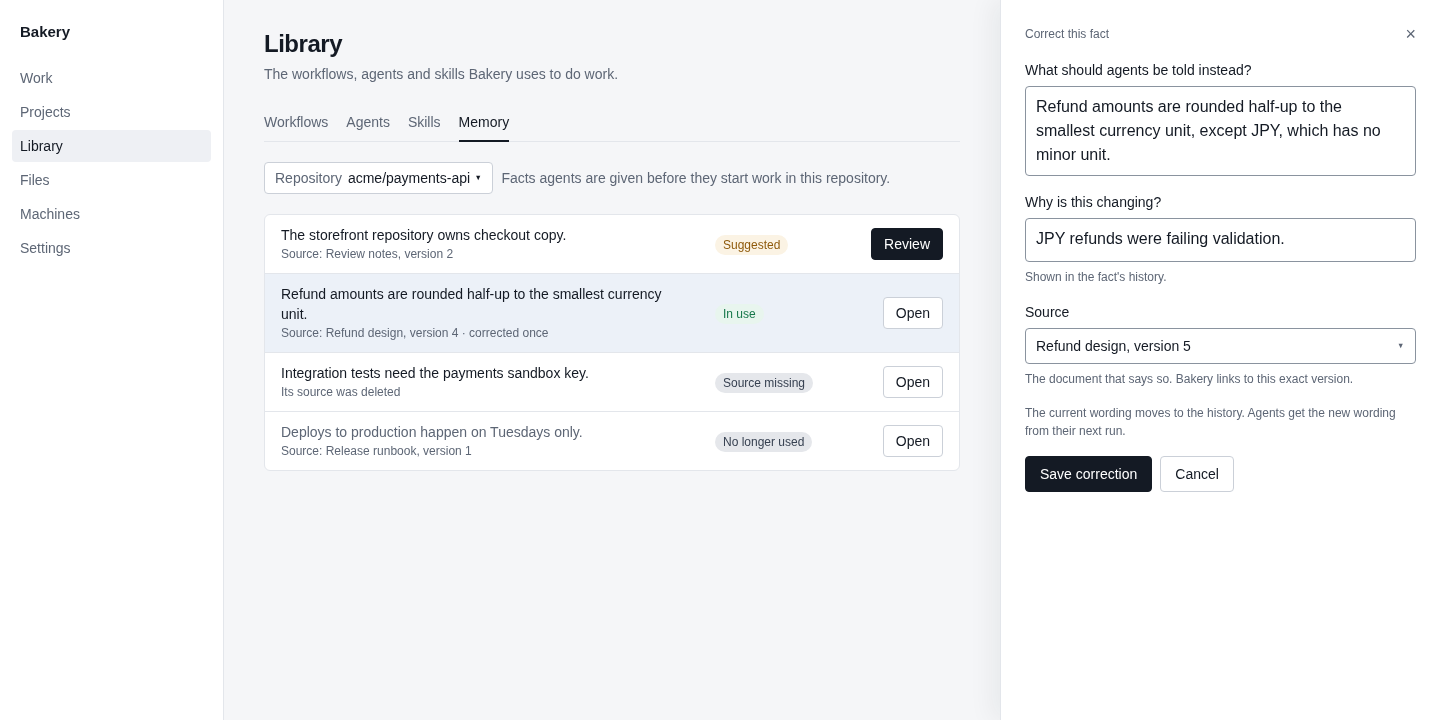 Bakery
Work
Projects
Library
Files
Machines
Settings
Library
The workflows, agents and skills Bakery uses to do work.
Workflows Agents Skills Memory
Repository acme/payments-api ▾ Facts agents are given before they start work in this repository.
The storefront repository owns checkout copy.
Source: Review notes, version 2
Suggested
Review
Refund amounts are rounded half-up to the smallest currency
unit.
Source: Refund design, version 4 · corrected once
In use
Open
Integration tests need the payments sandbox key.
Its source was deleted
Source missing
Open
Deploys to production happen on Tuesdays only.
Source: Release runbook, version 1
No longer used
Open
Correct this fact ×
What should agents be told instead?
Refund amounts are rounded half-up to the
smallest currency unit, except JPY, which has no
minor unit.
Why is this changing?
JPY refunds were failing validation.
Shown in the fact's history.
Source
Refund design, version 5 ▾
The document that says so. Bakery links to this exact version.
The current wording moves to the history. Agents get the new wording
from their next run.
Save correction Cancel